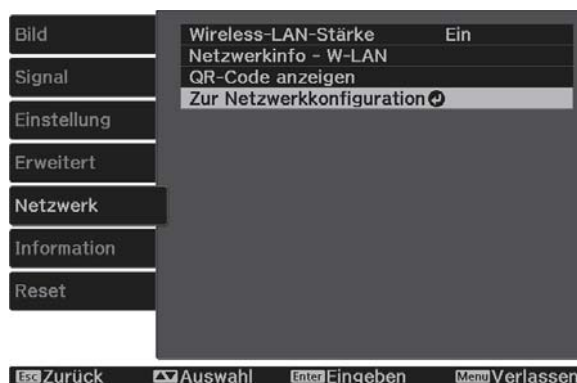 Bild
Signal
Einstellung
Erweitert
Netzwerk
Information
Reset
Wireless-LAN-Stärke Ein
Netzwerkinfo - W-LAN
QR-Code anzeigen
Zur Netzwerkkonfiguration
Esc Zurück Auswahl Enter Eingeben Menu Verlassen